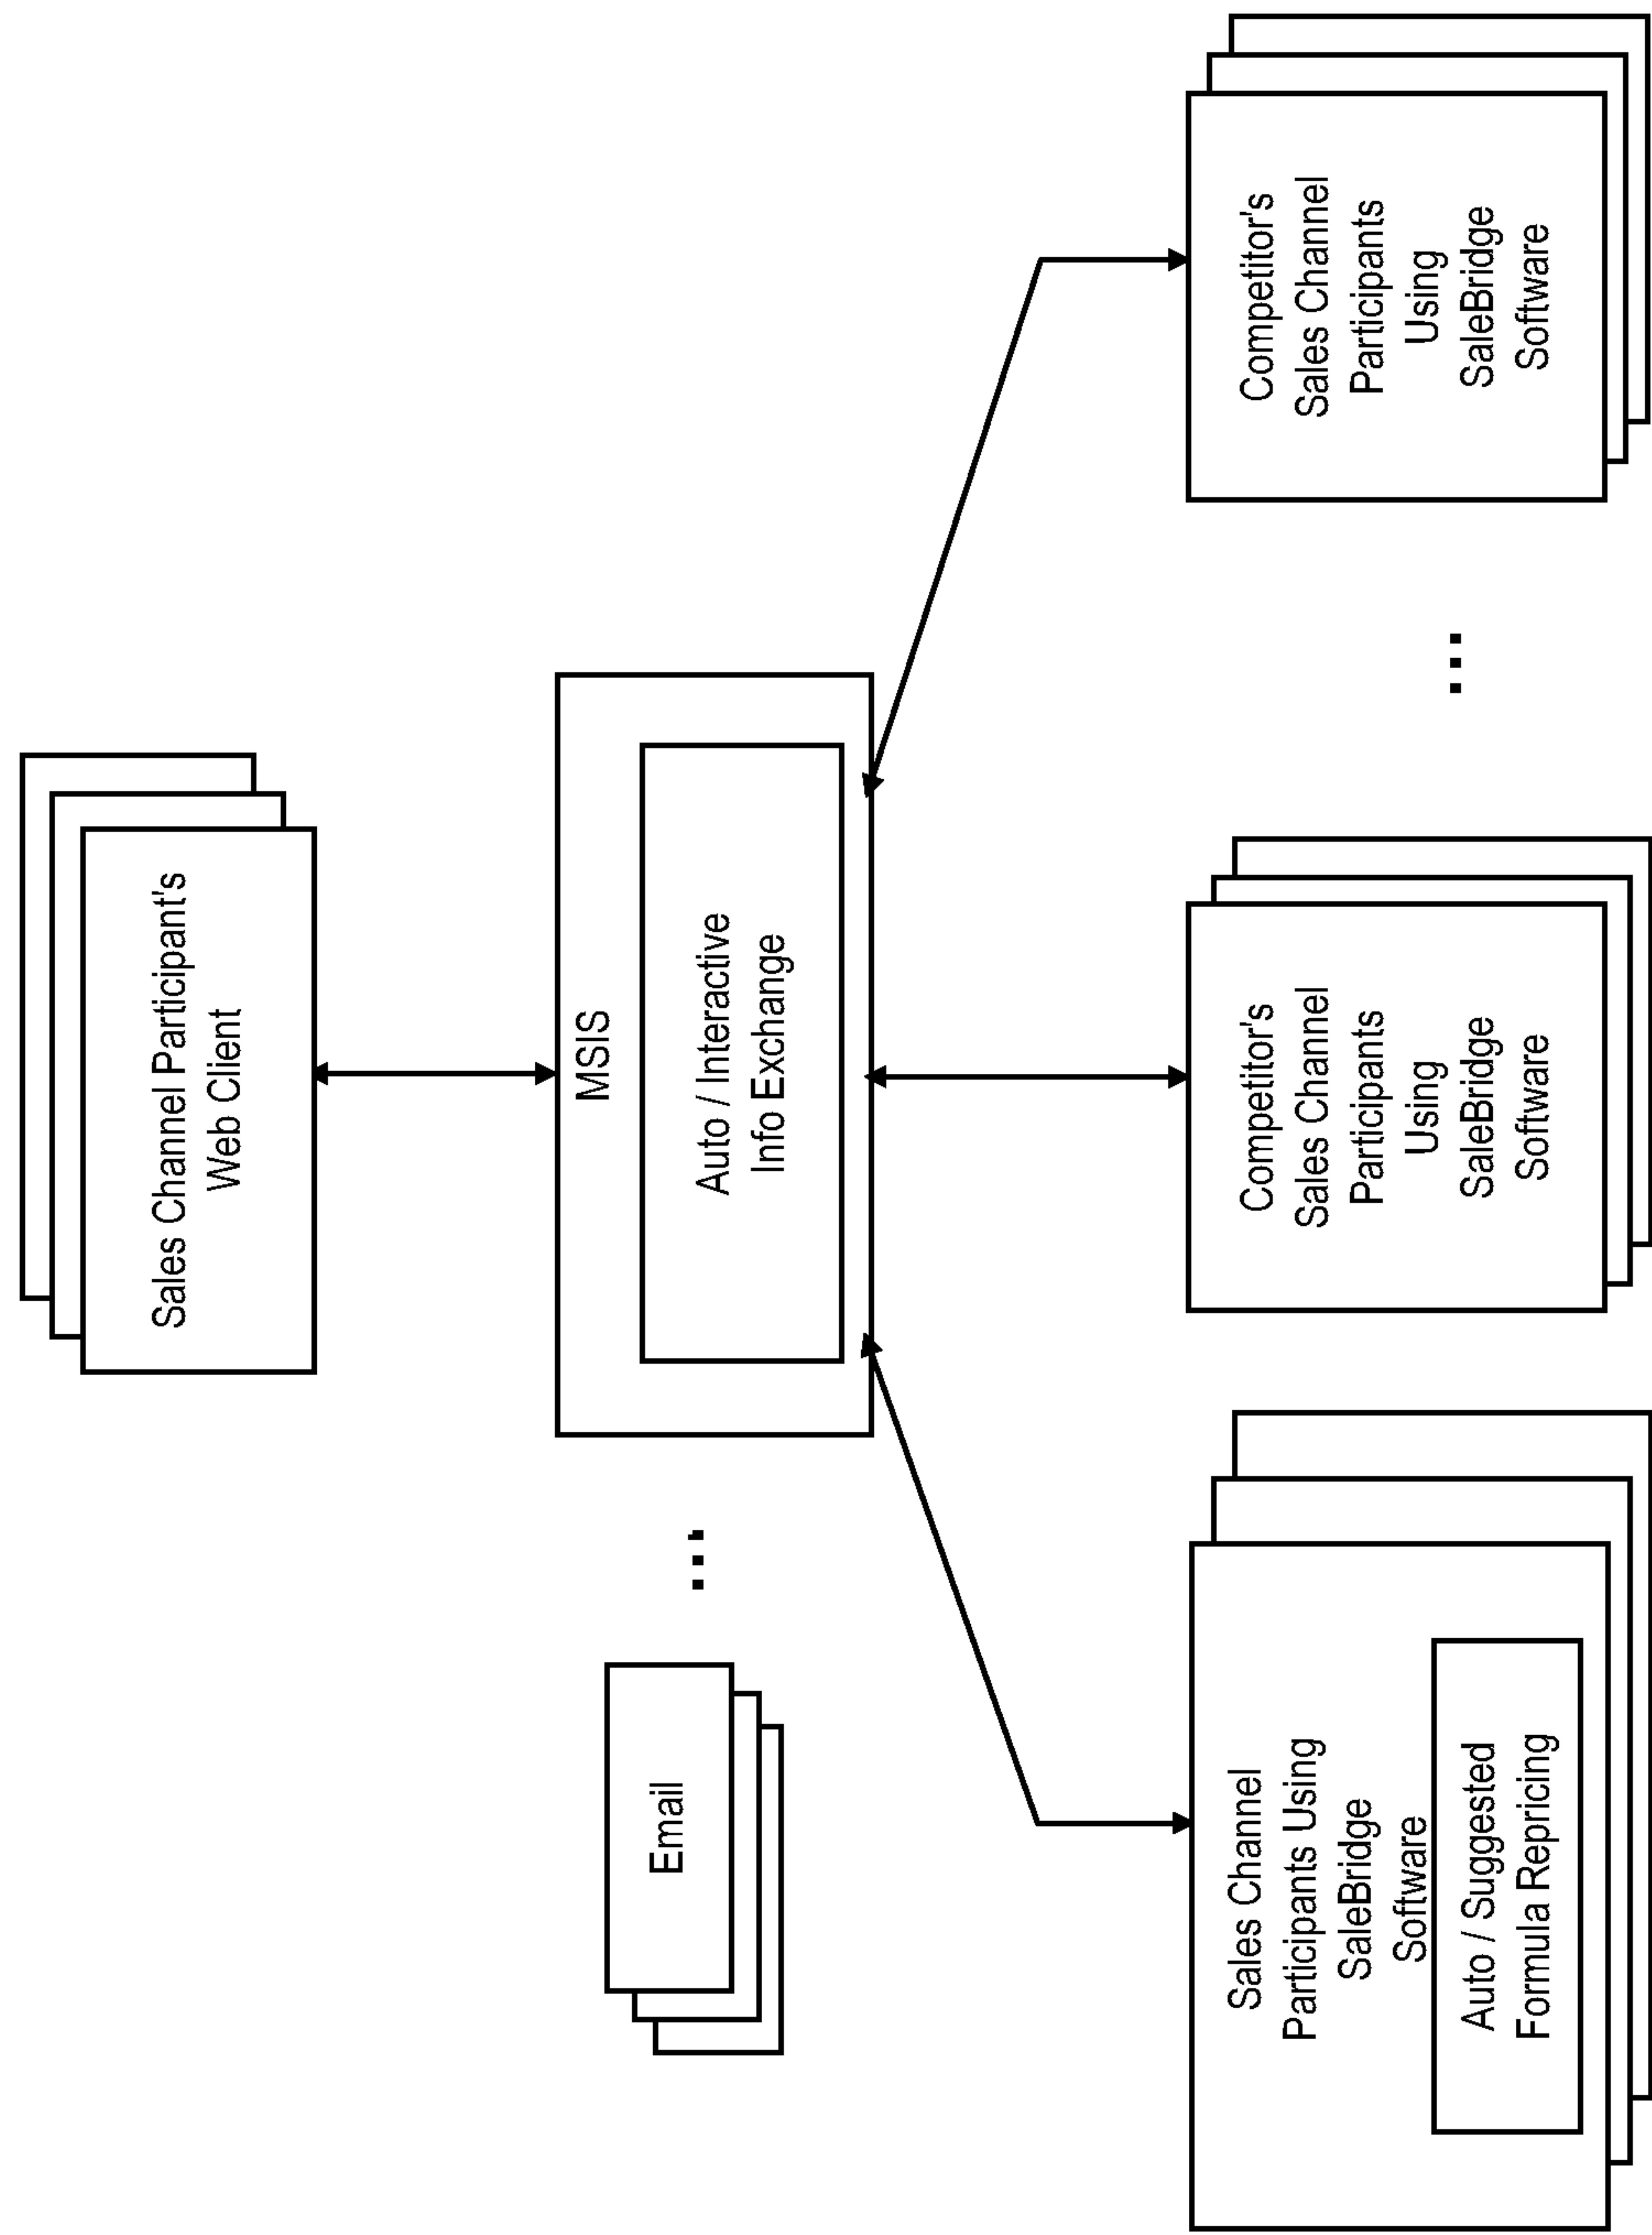 Sales Channel Participant's
Web Client
Email
...
MSIS
Auto / Interactive
Info Exchange
Sales Channel
Participants Using
SaleBridge
Software
Auto / Suggested
Formula Repricing
Competitor's
Sales Channel
Participants
Using
SaleBridge
Software
...
Competitor's
Sales Channel
Participants
Using
SaleBridge
Software